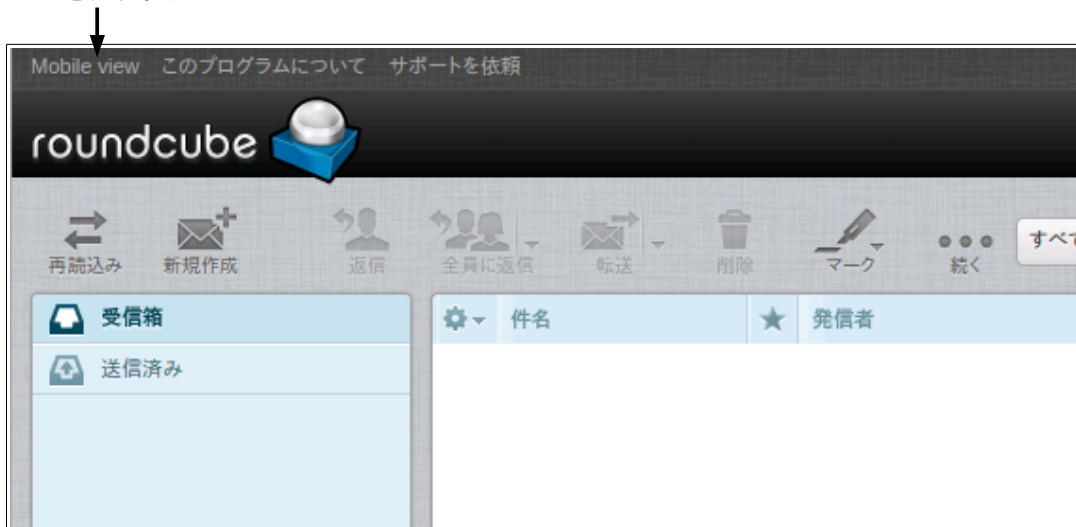 Mobile view このプログラムについて サポートを依頼
roundcube
再読込み 新規作成 返信 全員に返信 転送 削除 マーク 続く すべて
受信箱 件名 発信者
送信済み